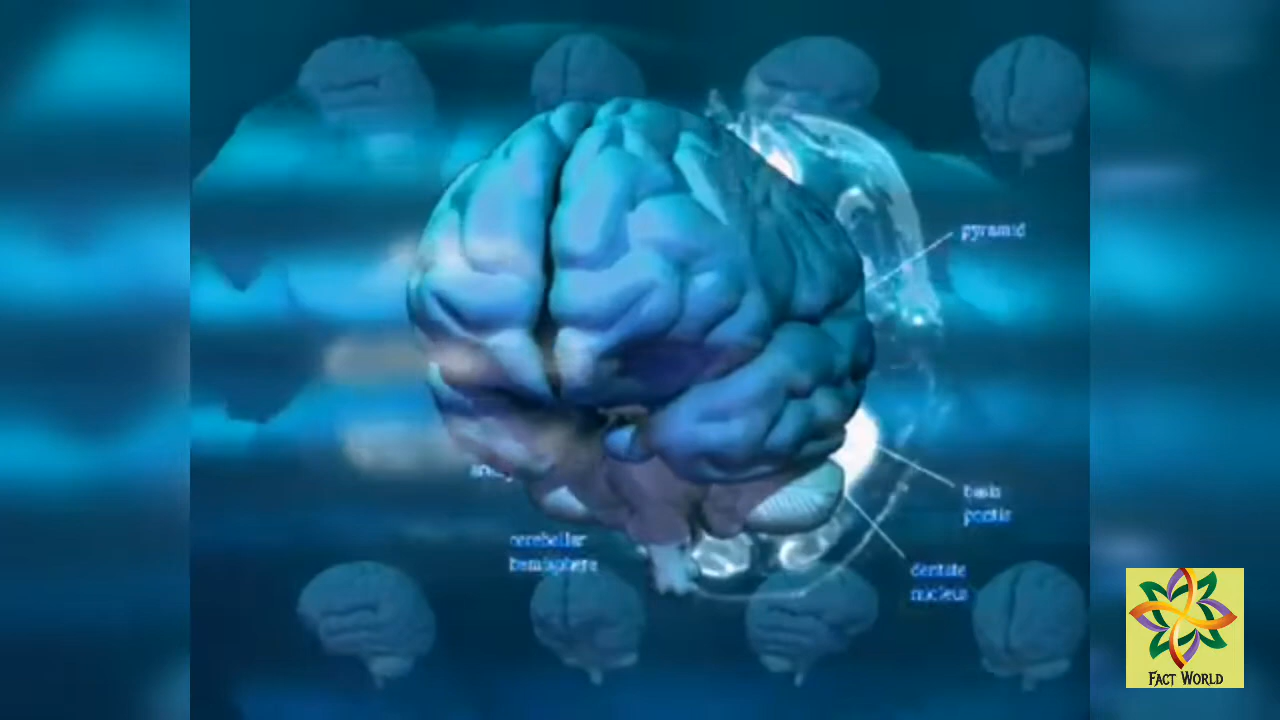 pyramid
basis
pontis
cerebellar
hemisphere
dentate
nucleus
FACT WORLD